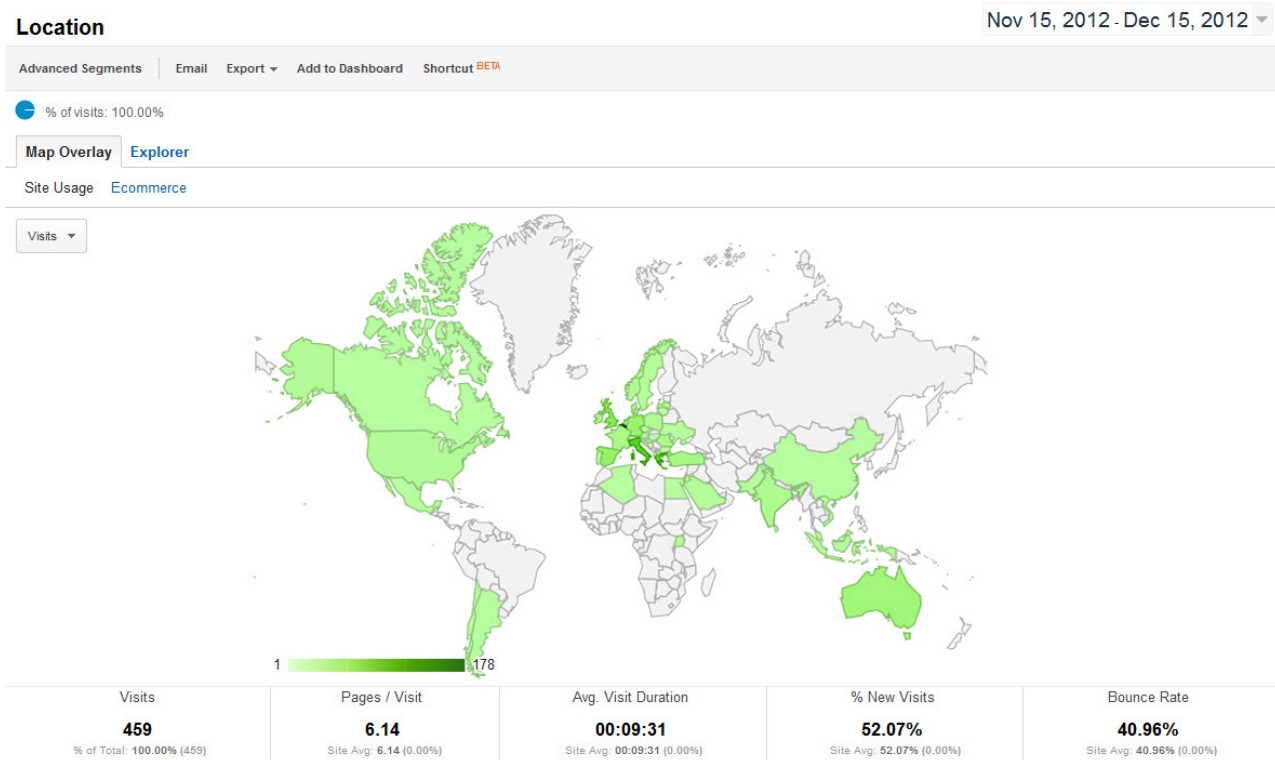 Location
Nov 15, 2012 - Dec 15, 2012
Advanced Segments Email Export Add to Dashboard Shortcut BETA
% of visits: 100.00%
Map Overlay Explorer
Site Usage Ecommerce
Visits
1 178
Visits Pages / Visit Avg. Visit Duration % New Visits Bounce Rate
459 6.14 00:09:31 52.07% 40.96%
% of Total: 100.00% (459) Site Avg: 6.14 (0.00%) Site Avg: 00:09:31 (0.00%) Site Avg: 52.07% (0.00%) Site Avg: 40.96% (0.00%)